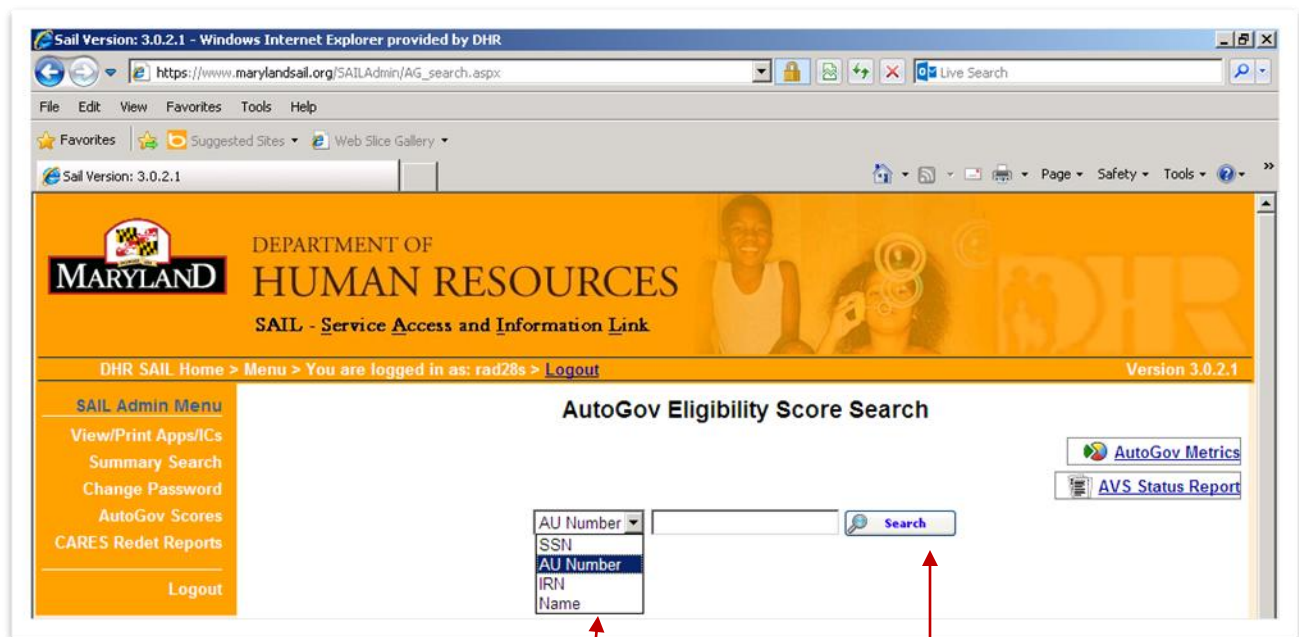 Sail Version: 3.0.2.1 - Windows Internet Explorer provided by DHR
https://www.marylandsail.org/SAILAdmin/AG_search.aspx
Live Search
File Edit View Favorites Tools Help
Favorites Suggested Sites Web Slice Gallery
Sail Version: 3.0.2.1
Page Safety Tools »
MARYLAND
DEPARTMENT OF
HUMAN RESOURCES
SAIL - Service Access and Information Link
DHR
DHR SAIL Home > Menu > You are logged in as: rad28s > Logout
Version 3.0.2.1
SAIL Admin Menu
View/Print Apps/ICs
Summary Search
Change Password
AutoGov Scores
CARES Redet Reports
Logout
AutoGov Eligibility Score Search
AutoGov Metrics
AVS Status Report
AU Number
Search
SSN
AU Number
IRN
Name